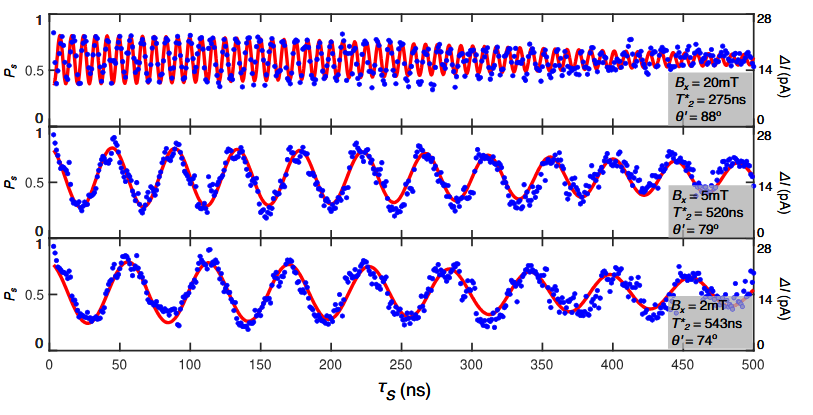 1
28
P_s
0.5
14
ΔI (pA)
B_x = 20mT
T*_2 = 275ns
θ' = 88°
0
0
1
28
P_s
0.5
14
ΔI (pA)
B_x = 5mT
T*_2 = 520ns
θ' = 79°
0
0
1
28
P_s
0.5
14
ΔI (pA)
B_x = 2mT
T*_2 = 543ns
θ' = 74°
0
0
0 50 100 150 200 250 300 350 400 450 500
τ_S (ns)